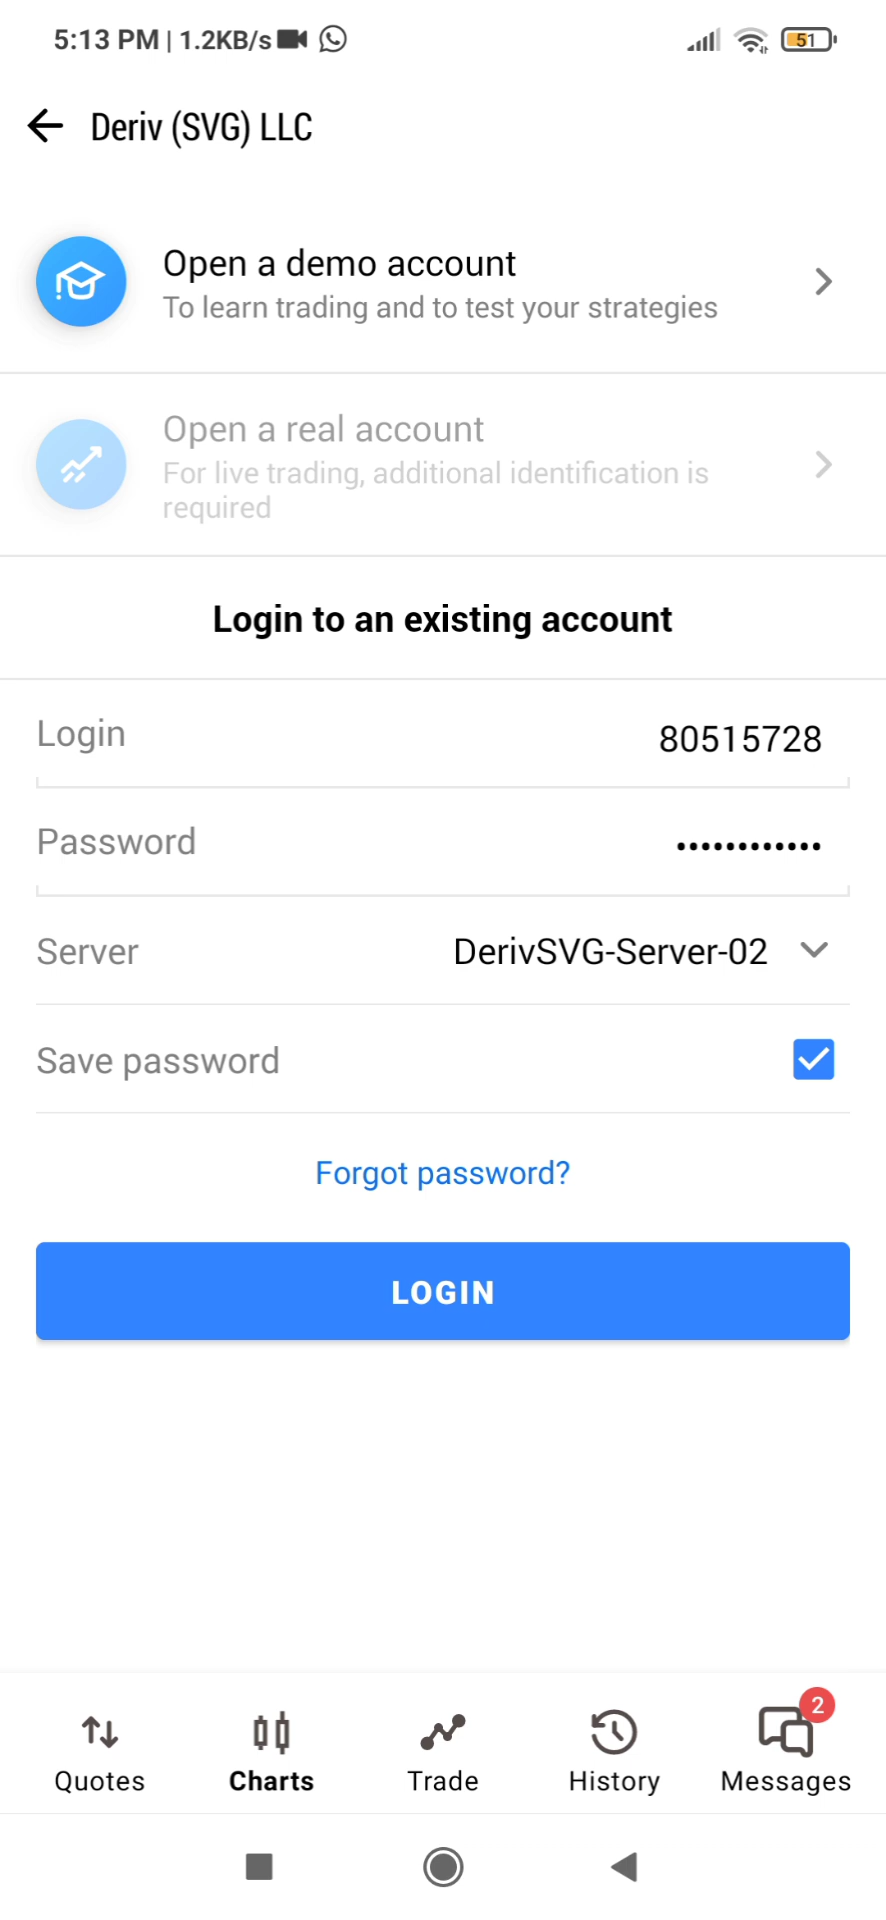 5:13 PM | 1.2KB/s
51
Deriv (SVG) LLC
Open a demo account
To learn trading and to test your strategies
Open a real account
For live trading, additional identification is
required
Login to an existing account
Login 80515728
Password ············
Server DerivSVG-Server-02
Save password
Forgot password?
LOGIN
2
Quotes Charts Trade History Messages